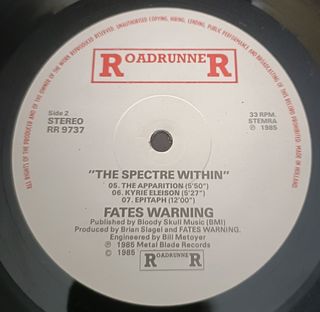 UNAUTHORISED COPYING, HIRING, LENDING, PUBLIC PERFORMANCE AND BROADCASTING OF THIS RECORD PROHIBITED. MADE IN HOLLAND
ALL RIGHTS OF THE PRODUCER AND OF THE OWNER OF THE WORK REPRODUCED RESERVED.
ROADRUNNER
Side 2
STEREO
RR 9737
33 RPM.
STEMRA
℗ 1985
"THE SPECTRE WITHIN"
05. THE APPARITION (5'50")
06. KYRIE ELEISON (5'27")
07. EPITAPH (12'00")
FATES WARNING
Published by Bloody Skull Music (BMI)
Produced by Brian Slagel and FATES WARNING.
Engineered by Bill Metoyer
℗ 1985 Metal Blade Records
© 1985 ROADRUNNER